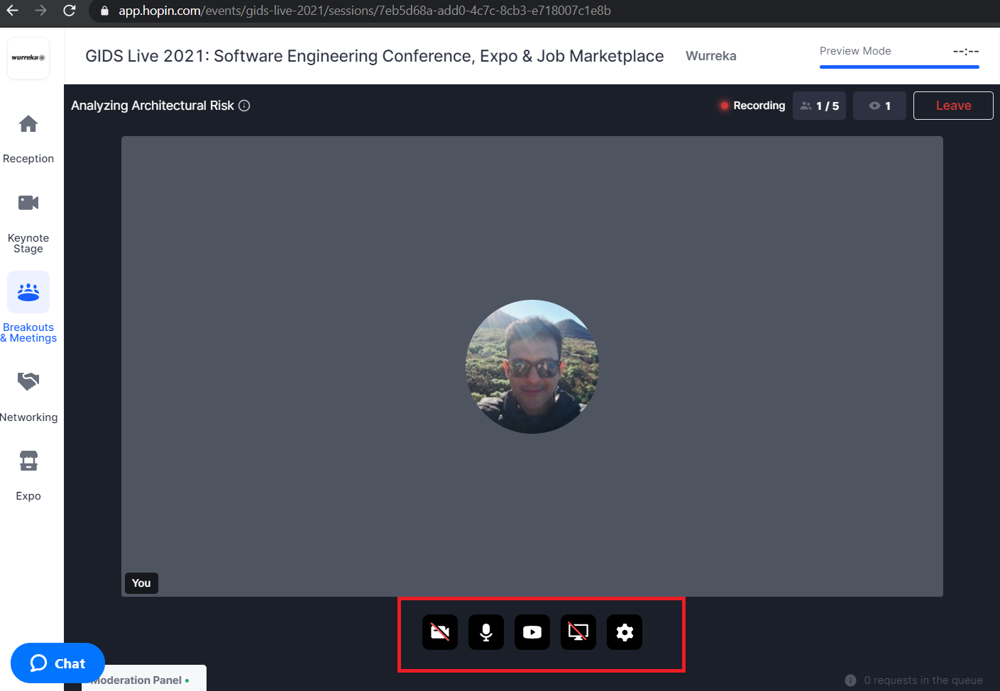 app.hopin.com/events/gids-live-2021/sessions/7eb5d68a-add0-4c7c-8cb3-e718007c1e8b
wurreka
GIDS Live 2021: Software Engineering Conference, Expo & Job Marketplace
Wurreka
Preview Mode
--:--
Analyzing Architectural Risk
Recording
1 / 5
1
Leave
Reception
Keynote
Stage
Breakouts
& Meetings
Networking
Expo
You
Chat
Moderation Panel
0 requests in the queue